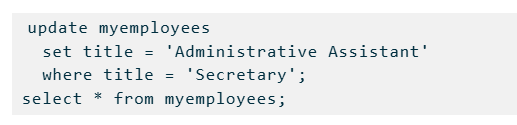 update myemployees
set title = 'Administrative Assistant'
where title = 'Secretary';
select * from myemployees;